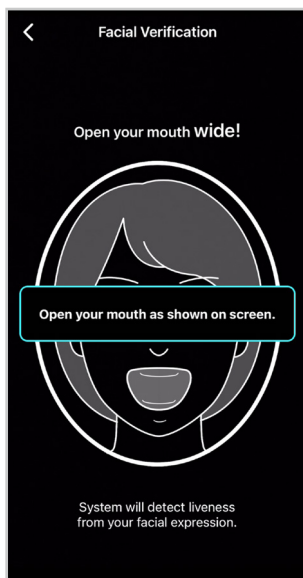 Facial Verification
Open your mouth wide!
Open your mouth as shown on screen.
System will detect liveness
from your facial expression.